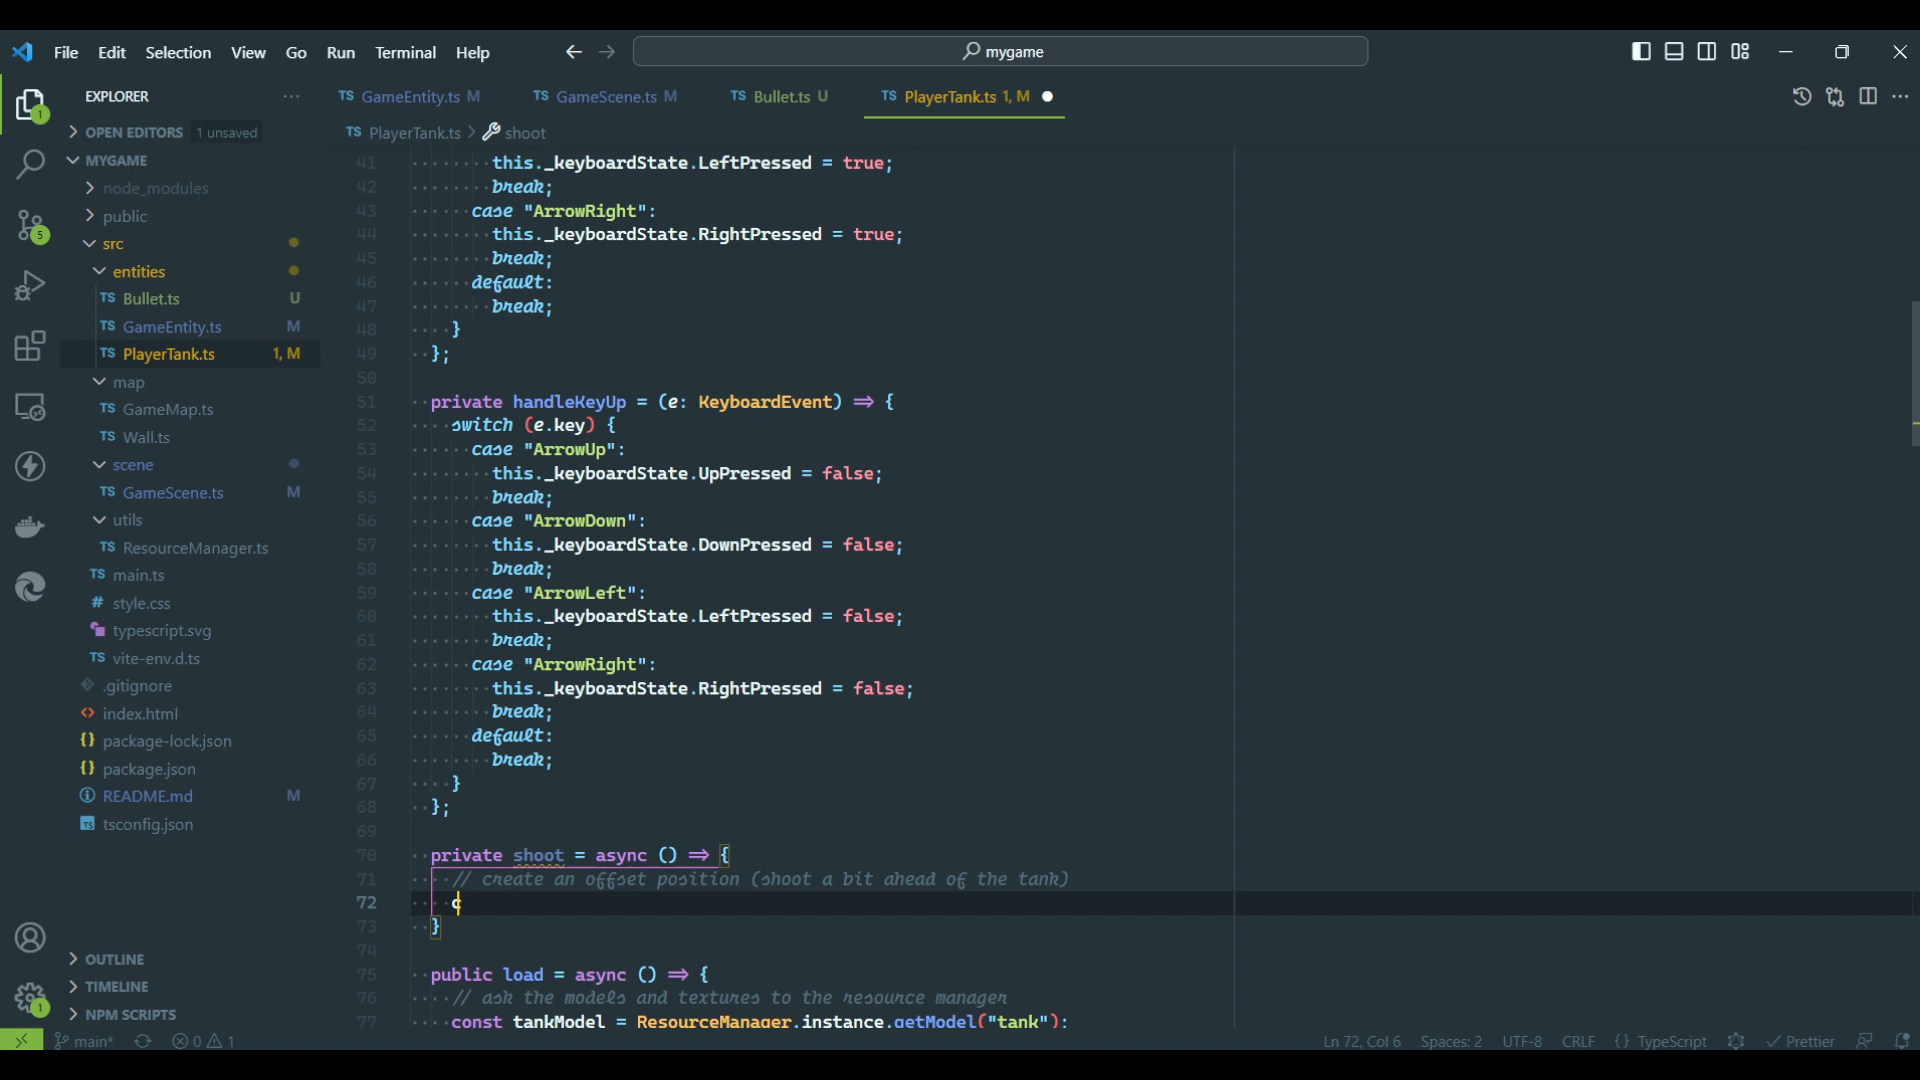 File Edit Selection View Go Run Terminal Help
mygame
EXPLORER
OPEN EDITORS 1 unsaved
MYGAME
node_modules
public
src
entities
TS Bullet.ts U
TS GameEntity.ts M
TS PlayerTank.ts 1, M
map
TS GameMap.ts
TS Wall.ts
scene
TS GameScene.ts M
utils
TS ResourceManager.ts
TS main.ts
# style.css
typescript.svg
TS vite-env.d.ts
.gitignore
<> index.html
{} package-lock.json
{} package.json
README.md M
TS tsconfig.json
OUTLINE
TIMELINE
NPM SCRIPTS
1
5
1
TS GameEntity.ts M TS GameScene.ts M TS Bullet.ts U TS PlayerTank.ts 1, M
TS PlayerTank.ts > shoot
41 this._keyboardState.LeftPressed = true;
42 break;
43 case "ArrowRight":
44 this._keyboardState.RightPressed = true;
45 break;
46 default:
47 break;
48 }
49 };
50
51 private handleKeyUp = (e: KeyboardEvent) => {
52 switch (e.key) {
53 case "ArrowUp":
54 this._keyboardState.UpPressed = false;
55 break;
56 case "ArrowDown":
57 this._keyboardState.DownPressed = false;
58 break;
59 case "ArrowLeft":
60 this._keyboardState.LeftPressed = false;
61 break;
62 case "ArrowRight":
63 this._keyboardState.RightPressed = false;
64 break;
65 default:
66 break;
67 }
68 };
69
70 private shoot = async () => {
71 // create an offset position (shoot a bit ahead of the tank)
72 c
73 }
74
75 public load = async () => {
76 // ask the models and textures to the resource manager
77 const tankModel = ResourceManager.instance.getModel("tank");
main* 0 1 Ln 72, Col 6 Spaces: 2 UTF-8 CRLF {} TypeScript Prettier